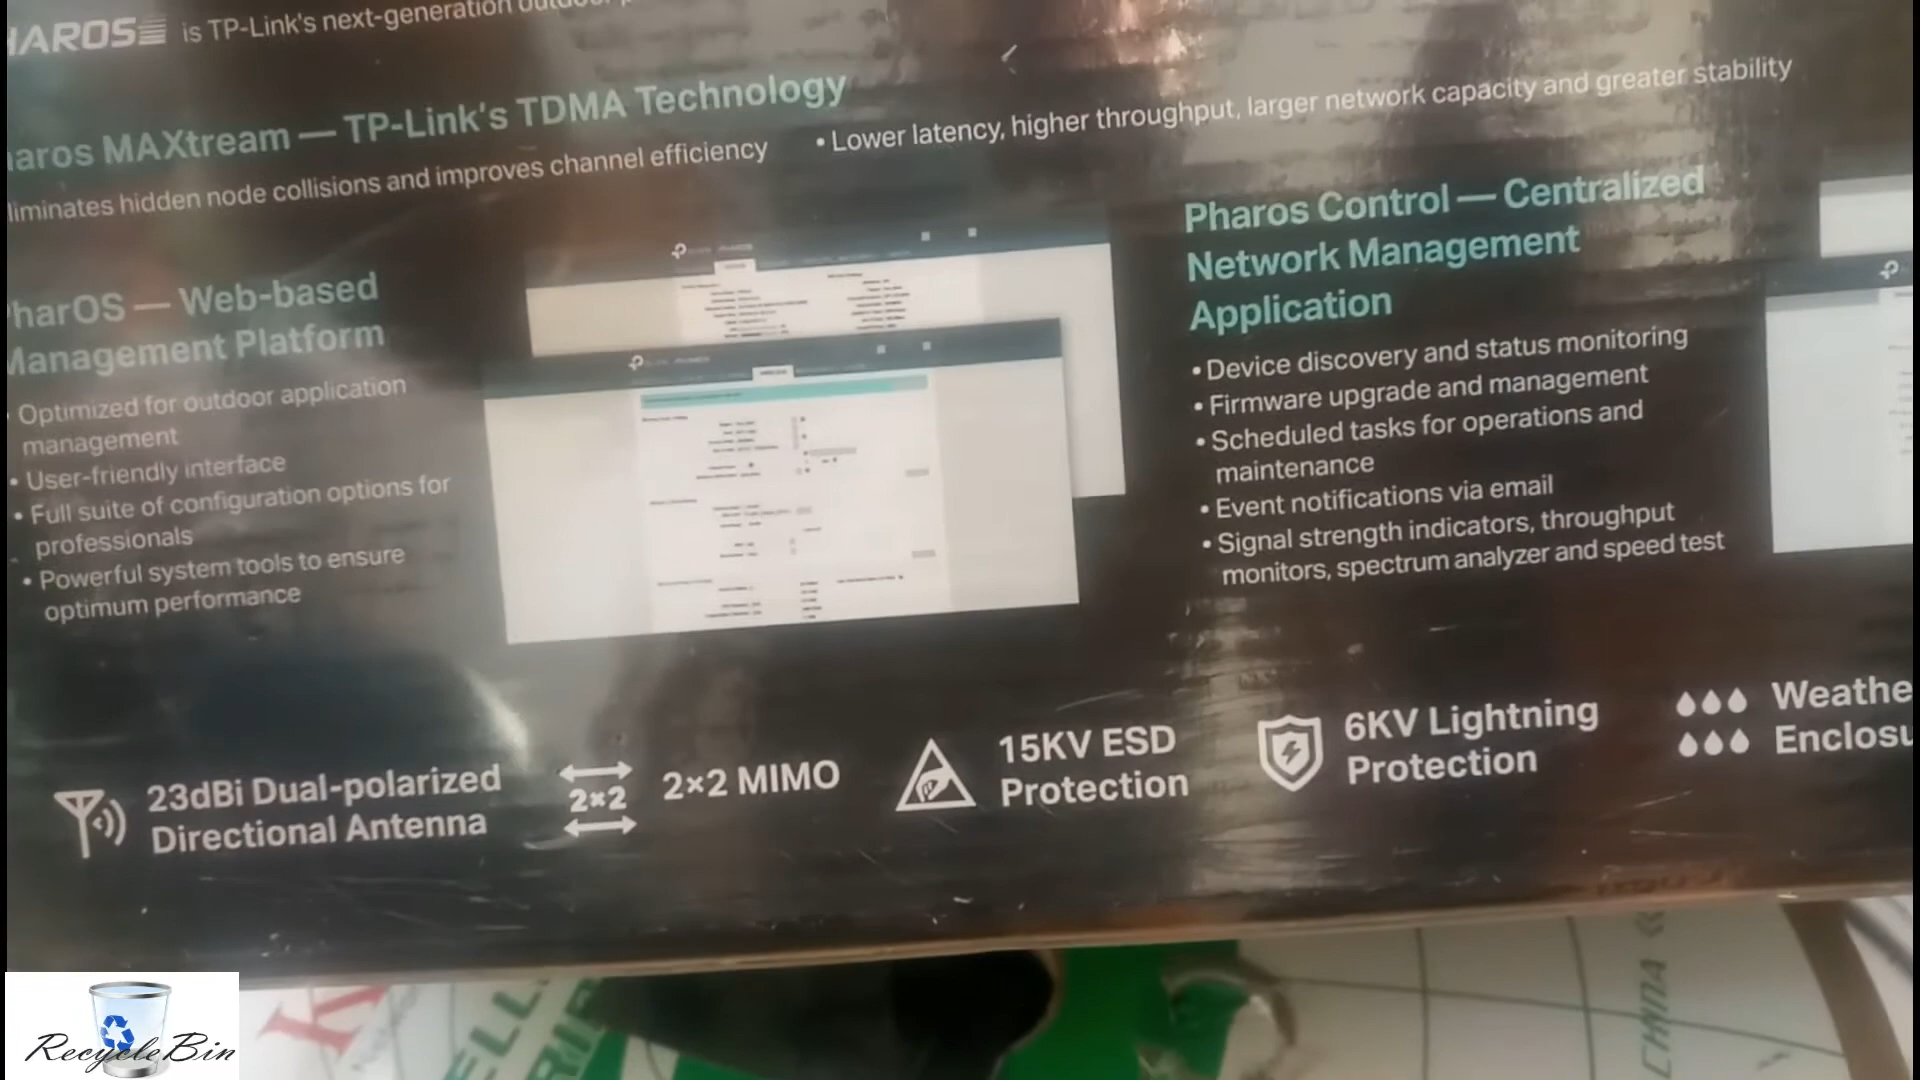 HAROS is TP-Link's next-generation
aros MAXtream — TP-Link's TDMA Technology
liminates hidden node collisions and improves channel efficiency
• Lower latency, higher throughput, larger network capacity and greater stability
PharOS — Web-based
Management Platform
• Optimized for outdoor application
management
• User-friendly interface
• Full suite of configuration options for
professionals
• Powerful system tools to ensure
optimum performance
Pharos Control — Centralized
Network Management
Application
• Device discovery and status monitoring
• Firmware upgrade and management
• Scheduled tasks for operations and
maintenance
• Event notifications via email
• Signal strength indicators, throughput
monitors, spectrum analyzer and speed test
23dBi Dual-polarized
Directional Antenna
2×2
2×2 MIMO
15KV ESD
Protection
6KV Lightning
Protection
Weathe
Enclosu
CHINA
RecycleBin